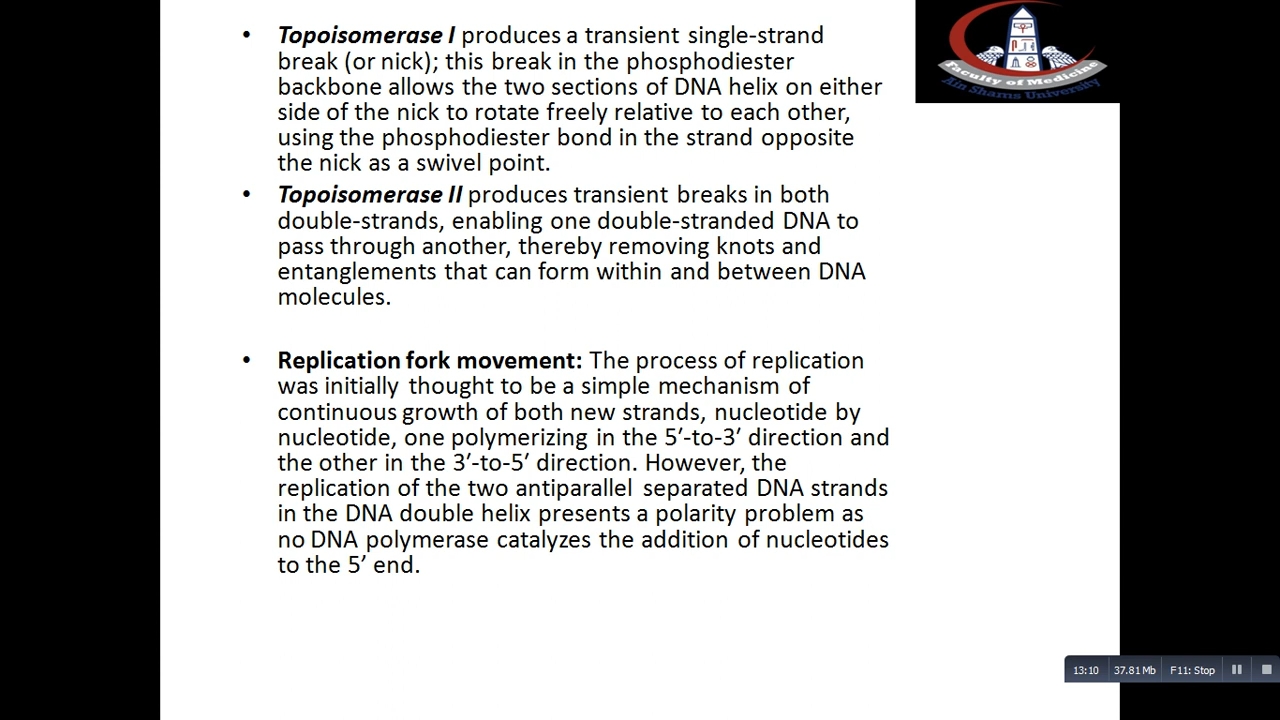 • Topoisomerase I produces a transient single-strand
break (or nick); this break in the phosphodiester
backbone allows the two sections of DNA helix on either
side of the nick to rotate freely relative to each other,
using the phosphodiester bond in the strand opposite
the nick as a swivel point.
• Topoisomerase II produces transient breaks in both
double-strands, enabling one double-stranded DNA to
pass through another, thereby removing knots and
entanglements that can form within and between DNA
molecules.
• Replication fork movement: The process of replication
was initially thought to be a simple mechanism of
continuous growth of both new strands, nucleotide by
nucleotide, one polymerizing in the 5′-to-3′ direction and
the other in the 3′-to-5′ direction. However, the
replication of the two antiparallel separated DNA strands
in the DNA double helix presents a polarity problem as
no DNA polymerase catalyzes the addition of nucleotides
to the 5′ end.
Faculty of Medicine
Ain Shams University
13:10 37.81 Mb F11: Stop